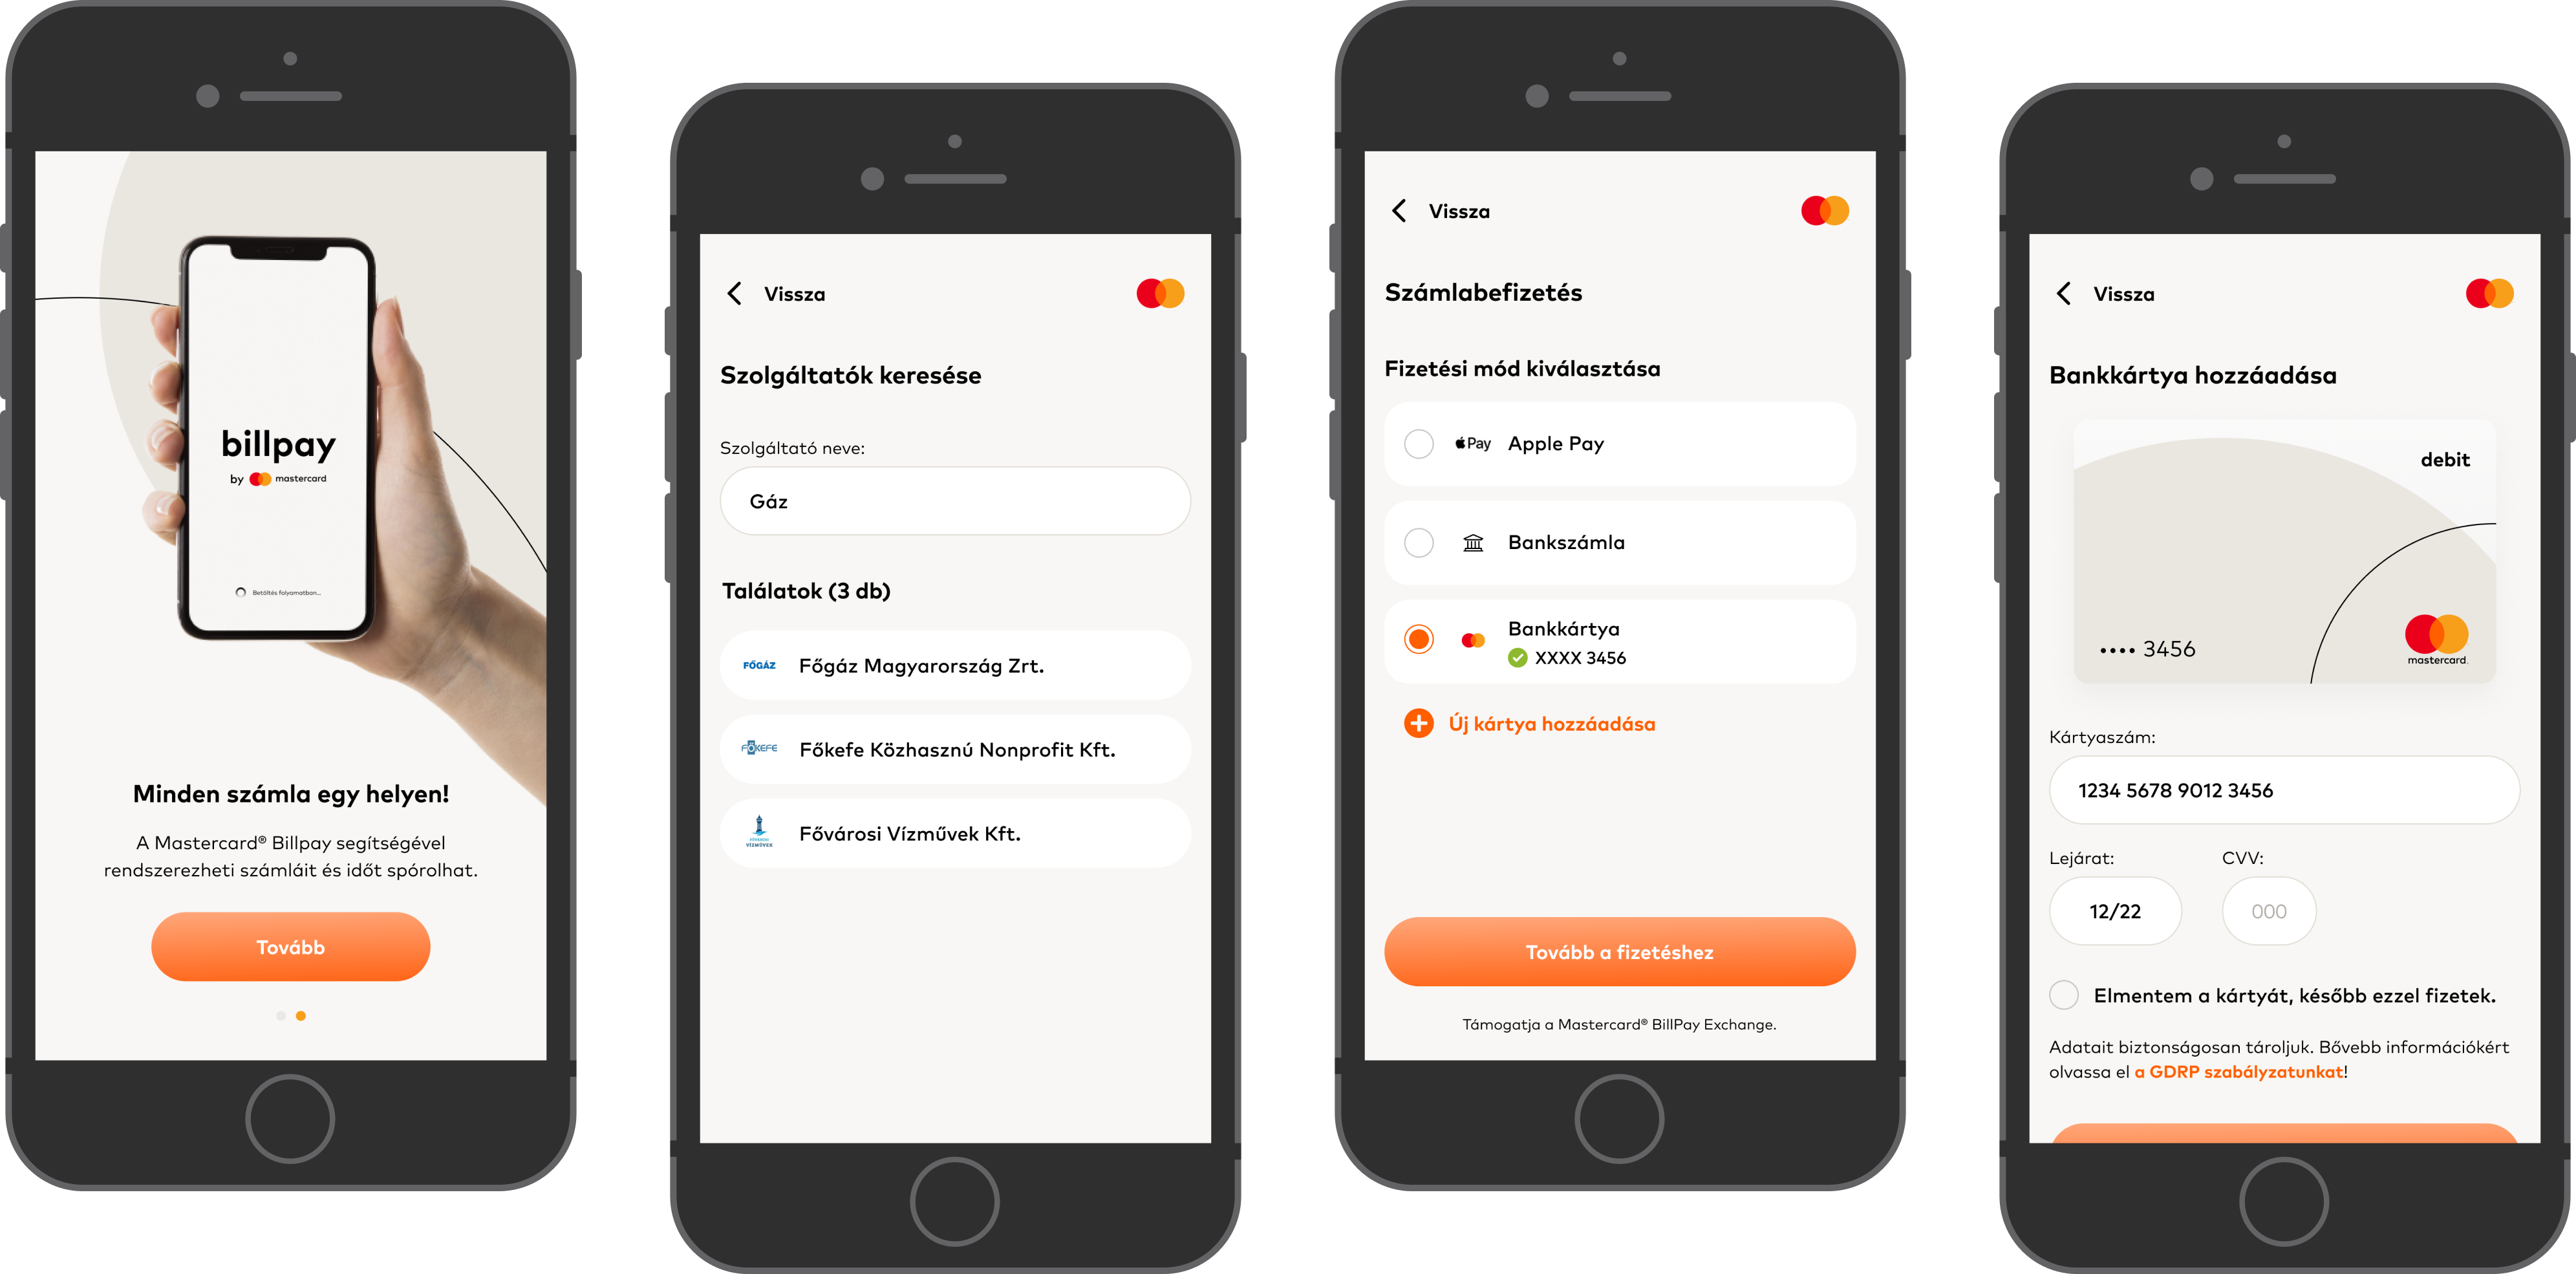 billpay
by mastercard
Betöltés folyamatban...
Minden számla egy helyen!
A Mastercard® Billpay segítségével
rendszerezheti számláit és időt spórolhat.
Tovább
Vissza
Szolgáltatók keresése
Szolgáltató neve:
Gáz
Találatok (3 db)
FŐGÁZ Főgáz Magyarország Zrt.
FŐKEFE Főkefe Közhasznú Nonprofit Kft.
FŐVÁROSI
VÍZMŰVEK
Fővárosi Vízművek Kft.
Vissza
Számlabefizetés
Fizetési mód kiválasztása
Pay Apple Pay
Bankszámla
Bankkártya
XXXX 3456
Új kártya hozzáadása
Tovább a fizetéshez
Támogatja a Mastercard® BillPay Exchange.
Vissza
Bankkártya hozzáadása
debit
•••• 3456
mastercard.
Kártyaszám:
1234 5678 9012 3456
Lejárat: CVV:
12/22 000
Elmentem a kártyát, később ezzel fizetek.
Adatait biztonságosan tároljuk. Bővebb információkért
olvassa el a GDRP szabályzatunkat!